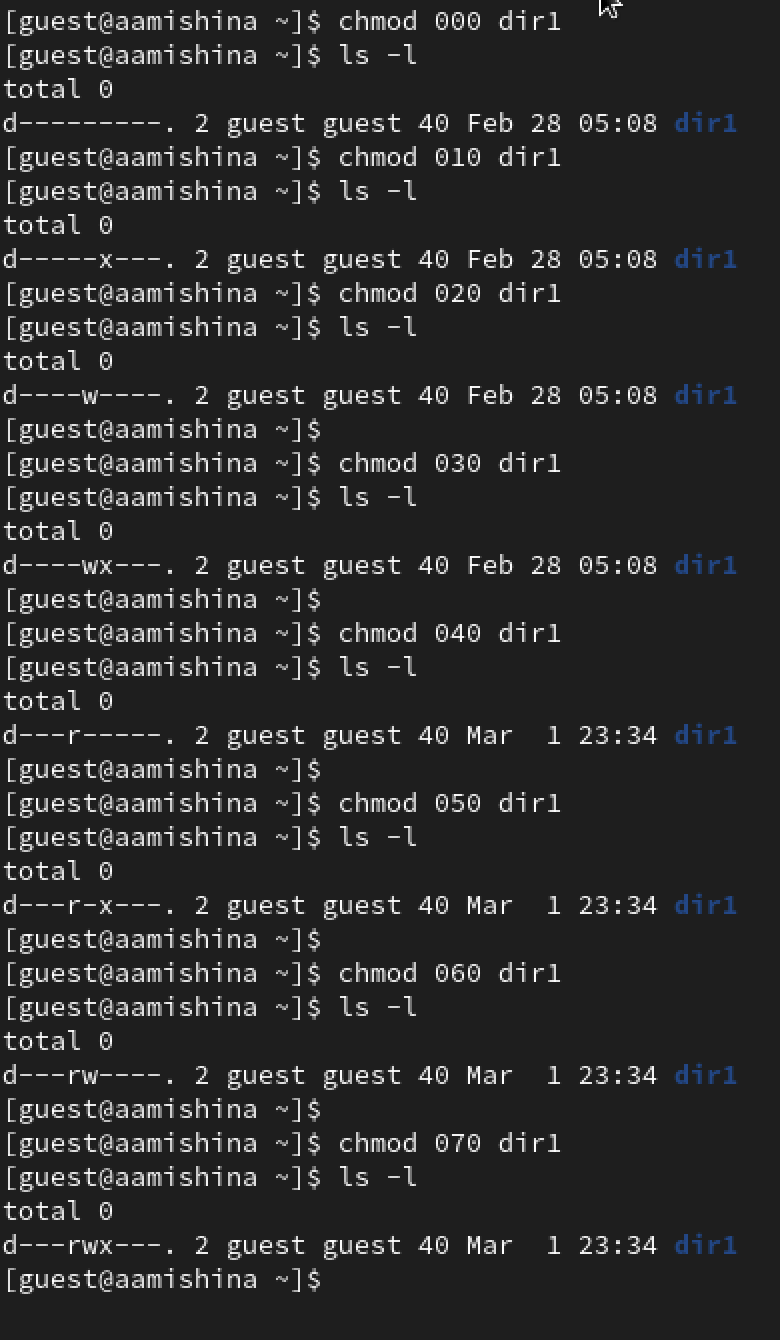 [guest@aamishina ~]$ chmod 000 dir1
[guest@aamishina ~]$ ls -l
total 0
d---------. 2 guest guest 40 Feb 28 05:08 dir1
[guest@aamishina ~]$ chmod 010 dir1
[guest@aamishina ~]$ ls -l
total 0
d-----x---. 2 guest guest 40 Feb 28 05:08 dir1
[guest@aamishina ~]$ chmod 020 dir1
[guest@aamishina ~]$ ls -l
total 0
d----w----. 2 guest guest 40 Feb 28 05:08 dir1
[guest@aamishina ~]$
[guest@aamishina ~]$ chmod 030 dir1
[guest@aamishina ~]$ ls -l
total 0
d----wx---. 2 guest guest 40 Feb 28 05:08 dir1
[guest@aamishina ~]$
[guest@aamishina ~]$ chmod 040 dir1
[guest@aamishina ~]$ ls -l
total 0
d---r-----. 2 guest guest 40 Mar  1 23:34 dir1
[guest@aamishina ~]$
[guest@aamishina ~]$ chmod 050 dir1
[guest@aamishina ~]$ ls -l
total 0
d---r-x---. 2 guest guest 40 Mar  1 23:34 dir1
[guest@aamishina ~]$
[guest@aamishina ~]$ chmod 060 dir1
[guest@aamishina ~]$ ls -l
total 0
d---rw----. 2 guest guest 40 Mar  1 23:34 dir1
[guest@aamishina ~]$
[guest@aamishina ~]$ chmod 070 dir1
[guest@aamishina ~]$ ls -l
total 0
d---rwx---. 2 guest guest 40 Mar  1 23:34 dir1
[guest@aamishina ~]$